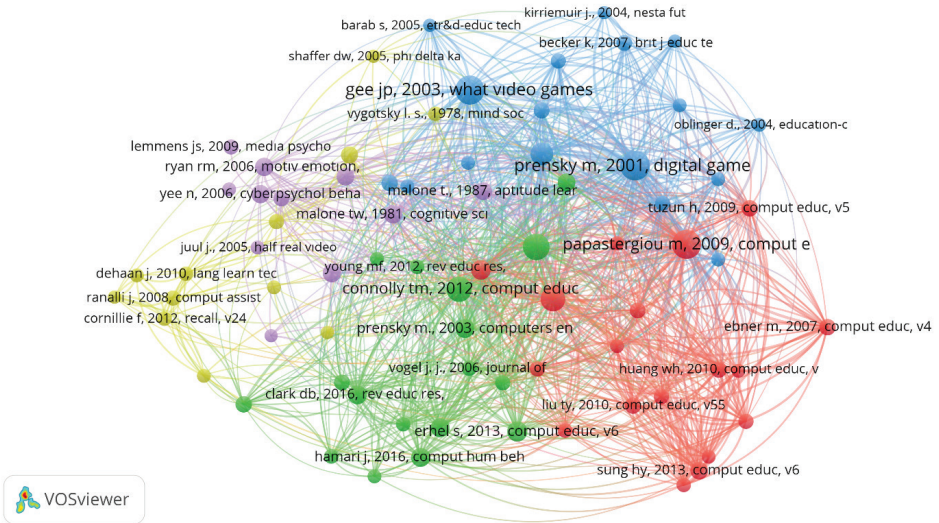 kirriemuir j., 2004, nesta fut
barab s, 2005, etr&d-educ tech
becker k, 2007, brit j educ te
shaffer dw, 2005, phi delta ka
gee jp, 2003, what video games
vygotsky l. s., 1978, mind soc
oblinger d., 2004, education-c
lemmens js, 2009, media psycho
ryan rm, 2006, motiv emotion,
prensky m, 2001, digital game
yee n, 2006, cyberpsychol beha
malone t., 1987, aptitude lear
tuzun h, 2009, comput educ, v5
malone tw, 1981, cognitive sci
juul j., 2005, half real video
papastergiou m, 2009, comput e
dehaan j, 2010, lang learn tec
young mf, 2012, rev educ res,
connolly tm, 2012, comput educ
ranalli j, 2008, comput assist
cornillie f, 2012, recall, v24
prensky m., 2003, computers en
ebner m, 2007, comput educ, v4
vogel j. j., 2006, journal of
huang wh, 2010, comput educ, v
clark db, 2016, rev educ res,
liu ty, 2010, comput educ, v55
erhel s, 2013, comput educ, v6
hamari j, 2016, comput hum beh
sung hy, 2013, comput educ, v6
VOSviewer